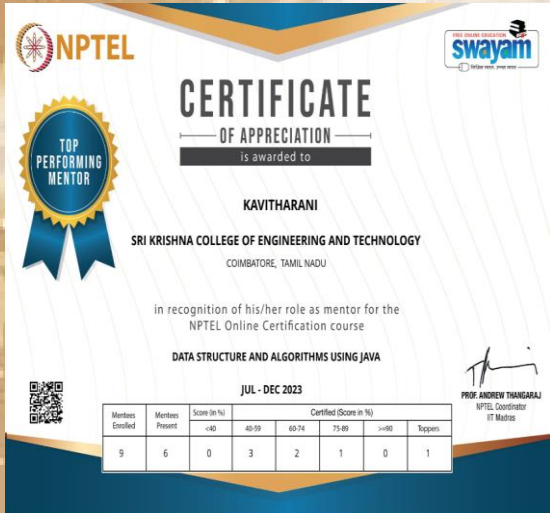 NPTEL
FREE ONLINE EDUCATION
swayam
शिक्षित भारत, उन्नत भारत
CERTIFICATE
OF APPRECIATION
is awarded to
TOP
PERFORMING
MENTOR
KAVITHARANI
SRI KRISHNA COLLEGE OF ENGINEERING AND TECHNOLOGY
COIMBATORE, TAMIL NADU
in recognition of his/her role as mentor for the
NPTEL Online Certification course
DATA STRUCTURE AND ALGORITHMS USING JAVA
JUL - DEC 2023
PROF. ANDREW THANGARAJ
NPTEL Coordinator
IIT Madras
Mentees Enrolled Mentees Present Score (in %) Certified (Score in %)
<40 40-59 60-74 75-89 >=90 Toppers
9 6 0 3 2 1 0 1